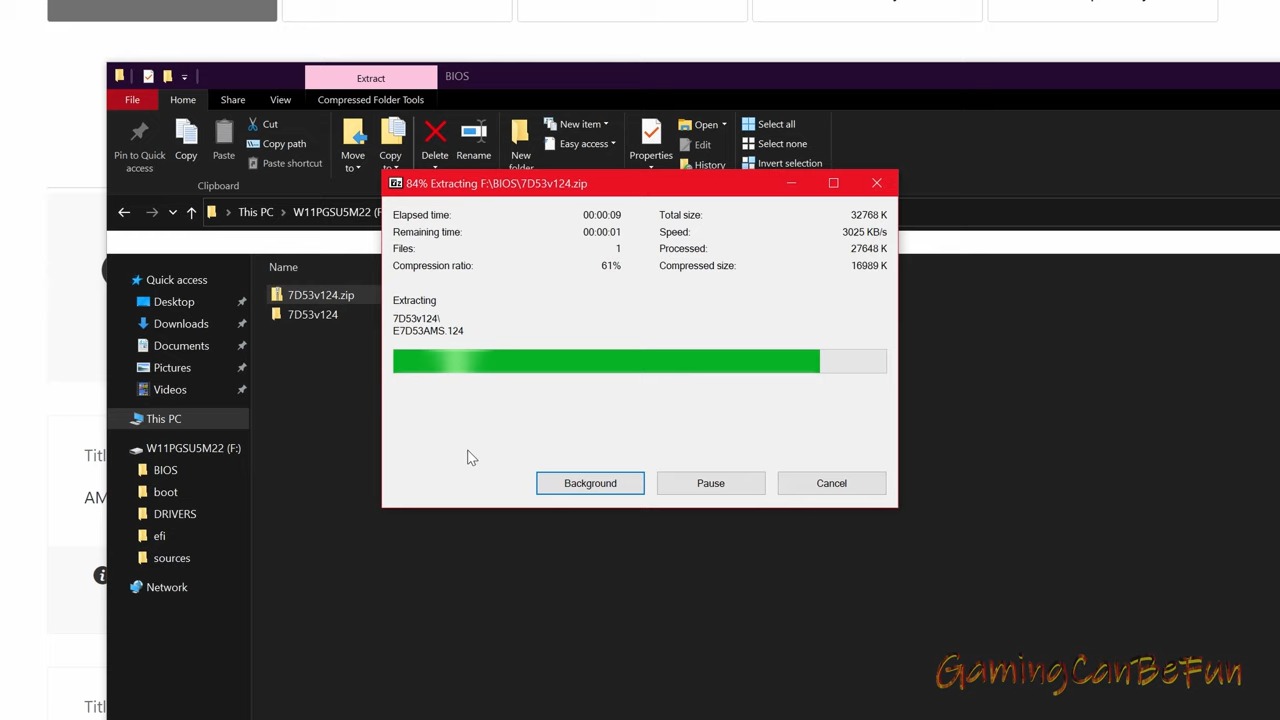 Extract
BIOS
File
Home
Share
View
Compressed Folder Tools
Pin to Quick
access
Copy
Paste
Cut
Copy path
Paste shortcut
Clipboard
Move
to
Copy
to
Delete
Rename
New
folder
New item
Easy access
Properties
Open
Edit
History
Select all
Select none
Invert selection
This PC
W11PGSU5M22 (F
84% Extracting F:\BIOS\7D53v124.zip
Elapsed time: 00:00:09
Total size: 32768 K
Remaining time: 00:00:01
Speed: 3025 KB/s
Files: 1
Processed: 27648 K
Compression ratio: 61%
Compressed size: 16989 K
Extracting
7D53v124\
E7D53AMS.124
Background
Pause
Cancel
Name
7D53v124.zip
7D53v124
Quick access
Desktop
Downloads
Documents
Pictures
Videos
This PC
W11PGSU5M22 (F:)
BIOS
boot
DRIVERS
efi
sources
Network
Titl
AM
Titl
GamingCanBeFun